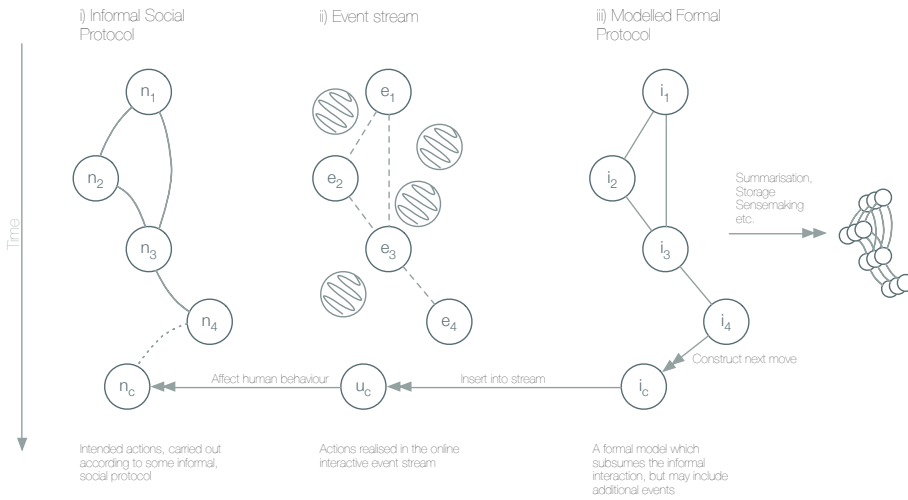 i) Informal Social
Protocol
ii) Event stream
iii) Modelled Formal
Protocol
Time
n1
e1
i1
n2
e2
i2
Summarisation,
Storage
Sensemaking
etc.
n3
e3
i3
n4
e4
i4
Construct next move
nc
Affect human behaviour
uc
Insert into stream
ic
Intended actions, carried out
according to some informal,
social protocol
Actions realised in the online
interactive event stream
A formal model which
subsumes the informal
interaction, but may include
additional events